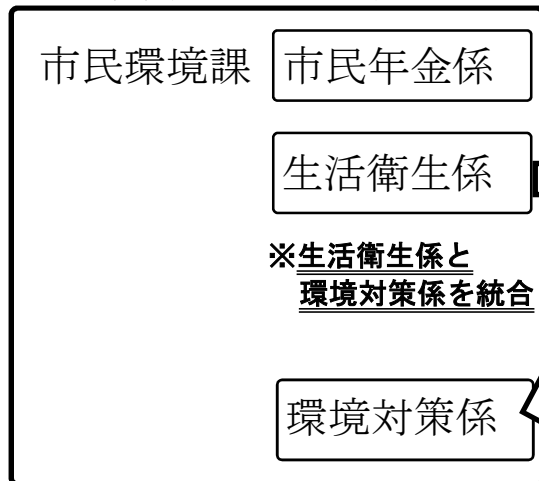 市民環境課 市民年金係
生活衛生係
※生活衛生係と
環境対策係を統合
環境対策係